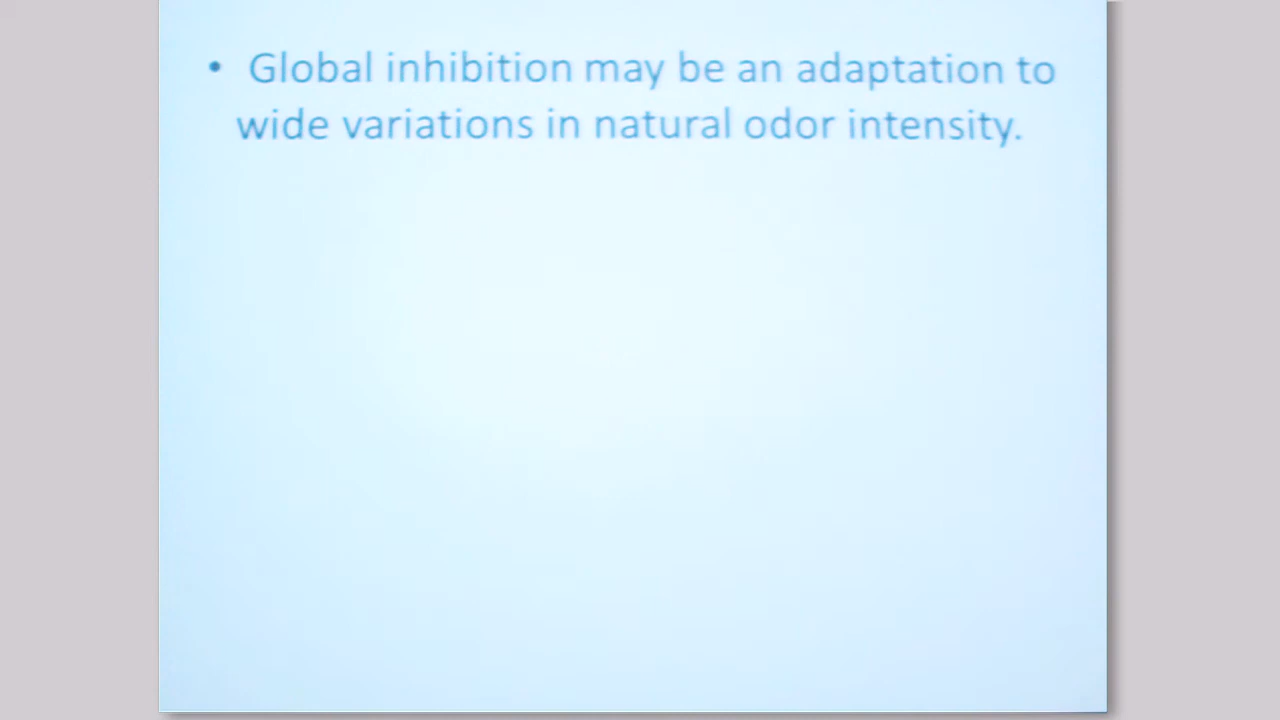 • Global inhibition may be an adaptation to
wide variations in natural odor intensity.